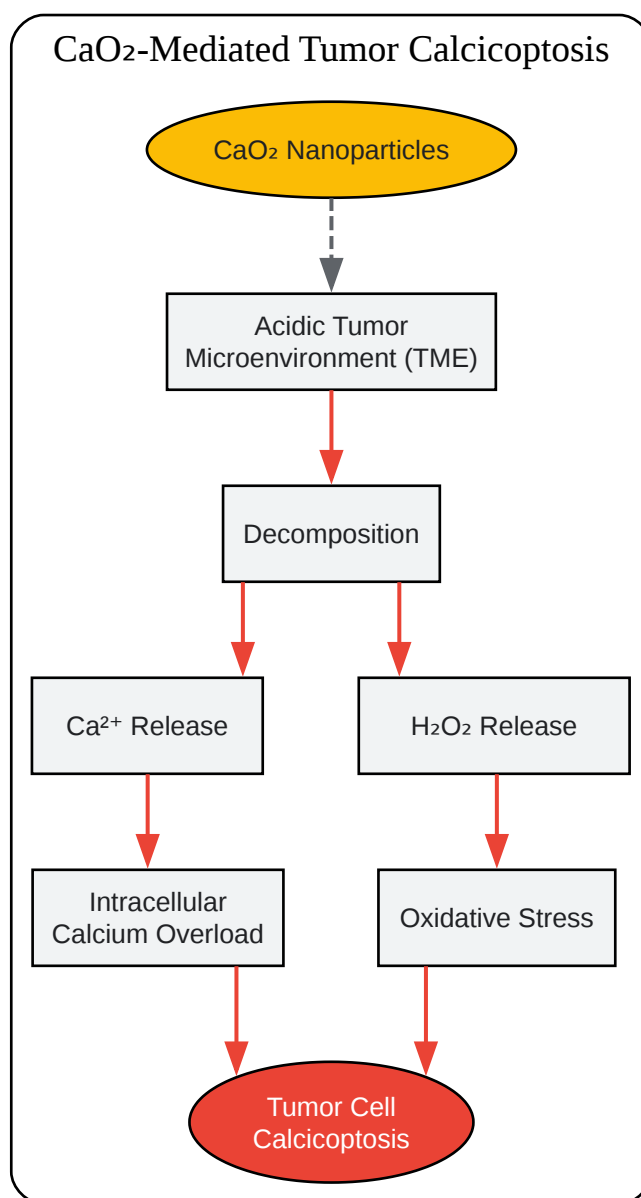 CaO₂-Mediated Tumor Calcicoptosis
CaO₂ Nanoparticles
Acidic Tumor
Microenvironment (TME)
Decomposition
Ca²⁺ Release
H₂O₂ Release
Intracellular
Calcium Overload
Oxidative Stress
Tumor Cell
Calcicoptosis